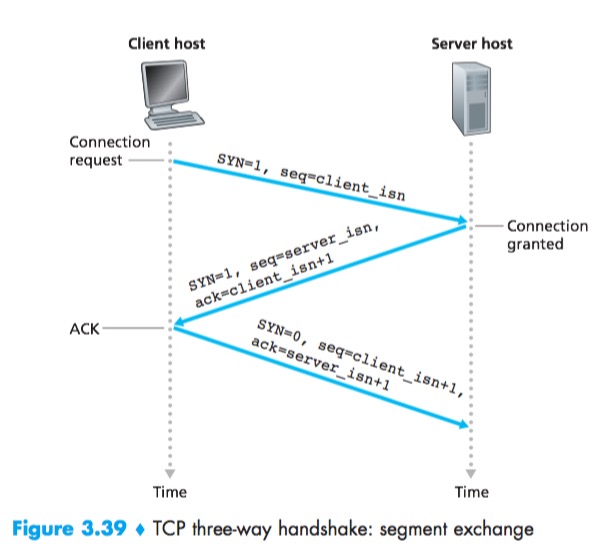 Client host
Server host
Connection
request
SYN=1, seq=client_isn
Connection
granted
SYN=1, seq=server_isn,
ack=client_isn+1
ACK
SYN=0, seq=client_isn+1,
ack=server_isn+1
Time
Time
Figure 3.39 ♦ TCP three-way handshake: segment exchange